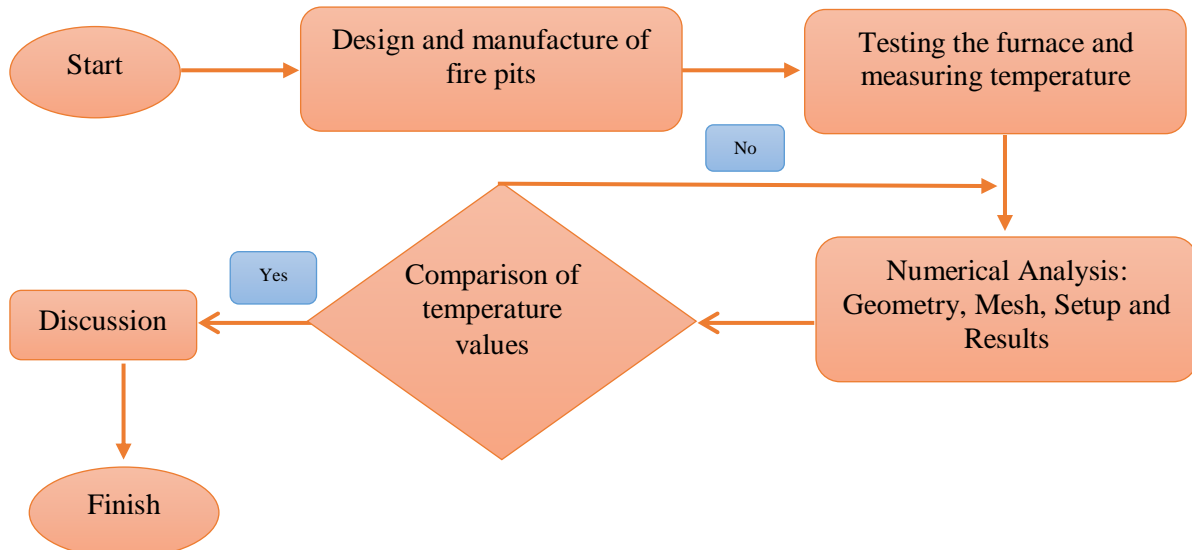 Start
Design and manufacture of
fire pits
Testing the furnace and
measuring temperature
No
Numerical Analysis:
Geometry, Mesh, Setup and
Results
Comparison of
temperature
values
Yes
Discussion
Finish